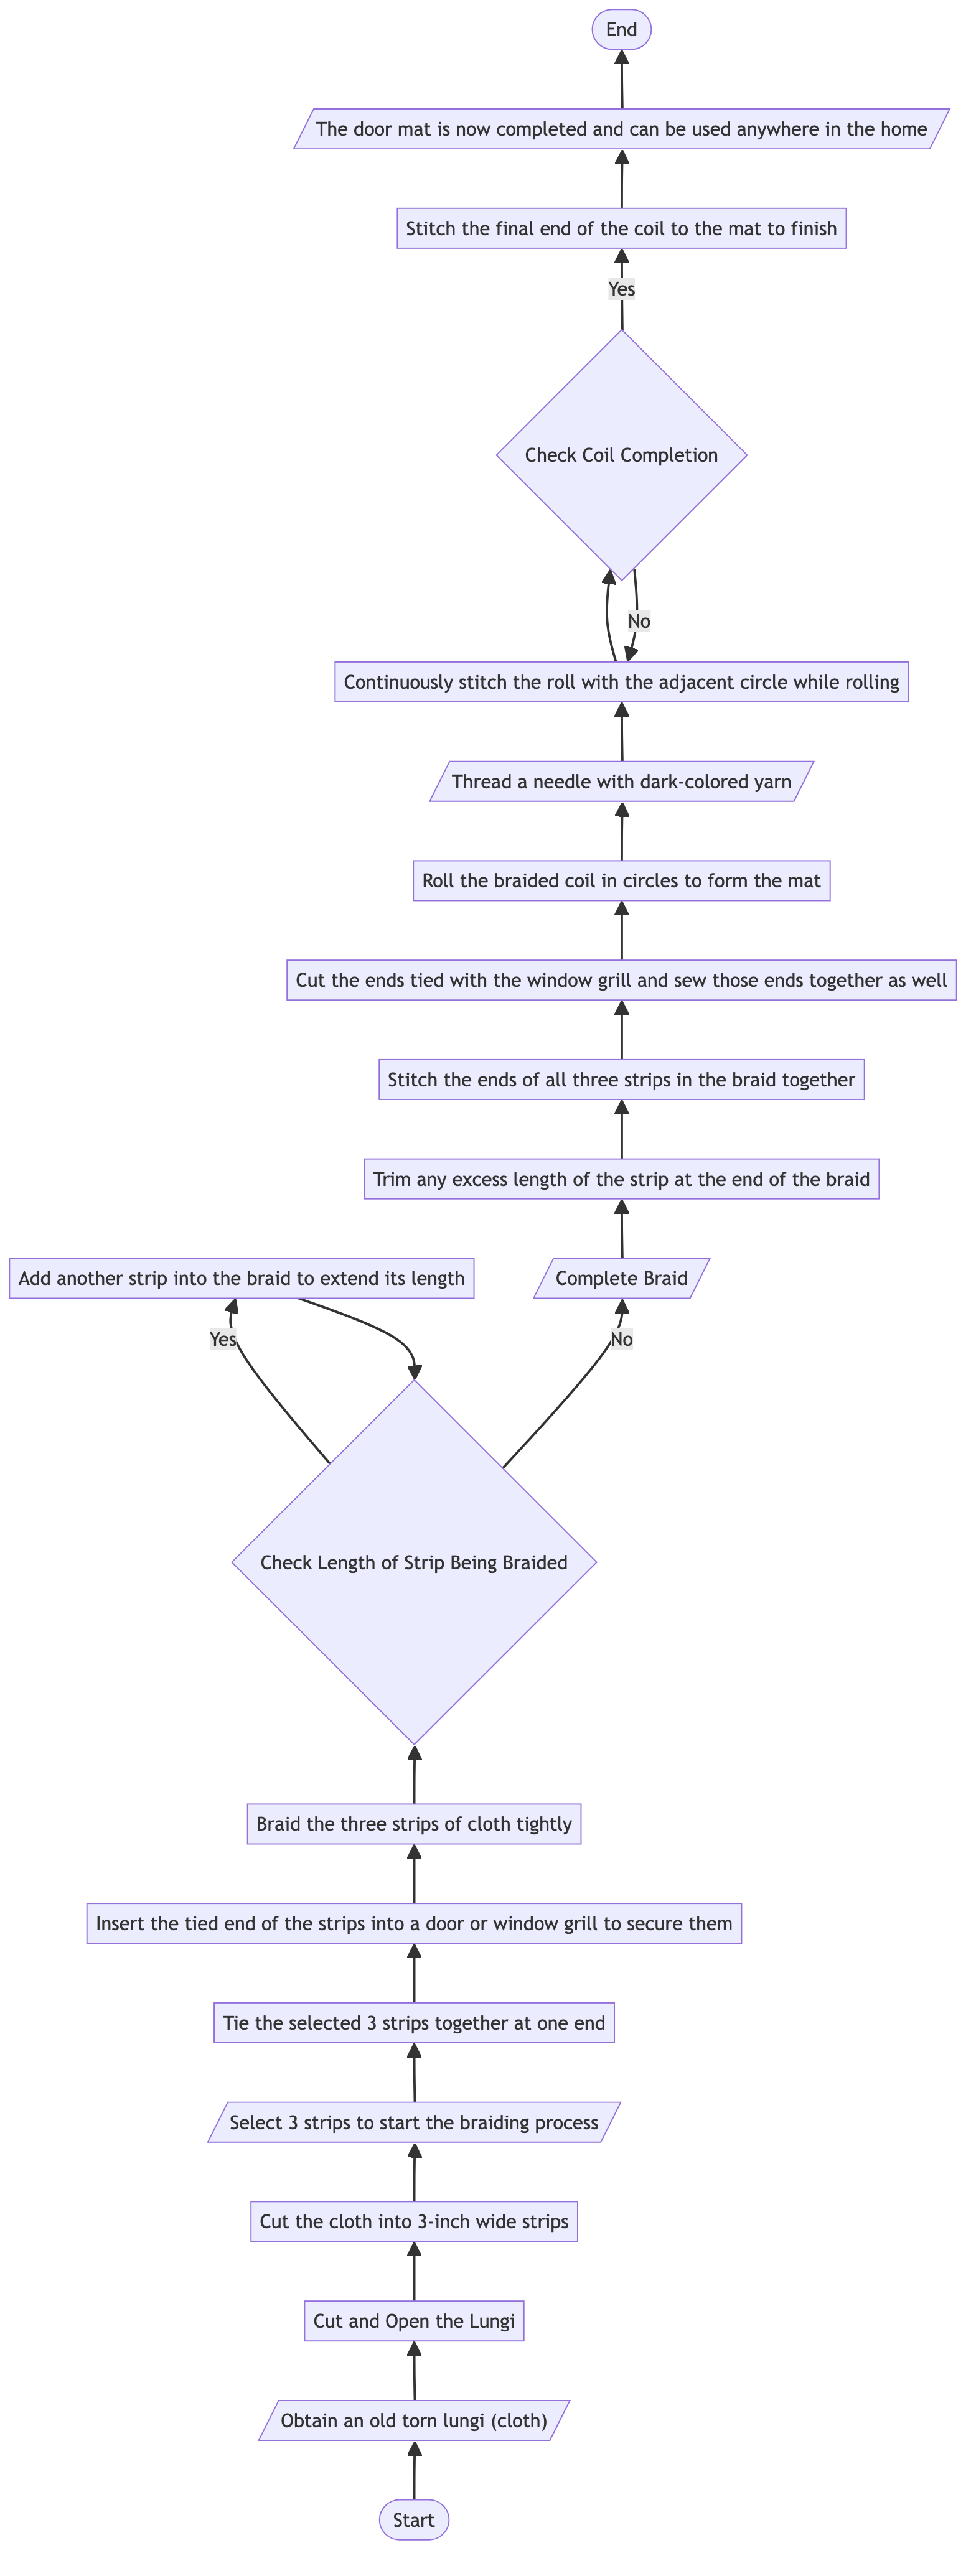 End
The door mat is now completed and can be used anywhere in the home
Stitch the final end of the coil to the mat to finish
Yes
Check Coil Completion
No
Continuously stitch the roll with the adjacent circle while rolling
Thread a needle with dark-colored yarn
Roll the braided coil in circles to form the mat
Cut the ends tied with the window grill and sew those ends together as well
Stitch the ends of all three strips in the braid together
Trim any excess length of the strip at the end of the braid
Add another strip into the braid to extend its length
Complete Braid
Yes
No
Check Length of Strip Being Braided
Braid the three strips of cloth tightly
Insert the tied end of the strips into a door or window grill to secure them
Tie the selected 3 strips together at one end
Select 3 strips to start the braiding process
Cut the cloth into 3-inch wide strips
Cut and Open the Lungi
Obtain an old torn lungi (cloth)
Start